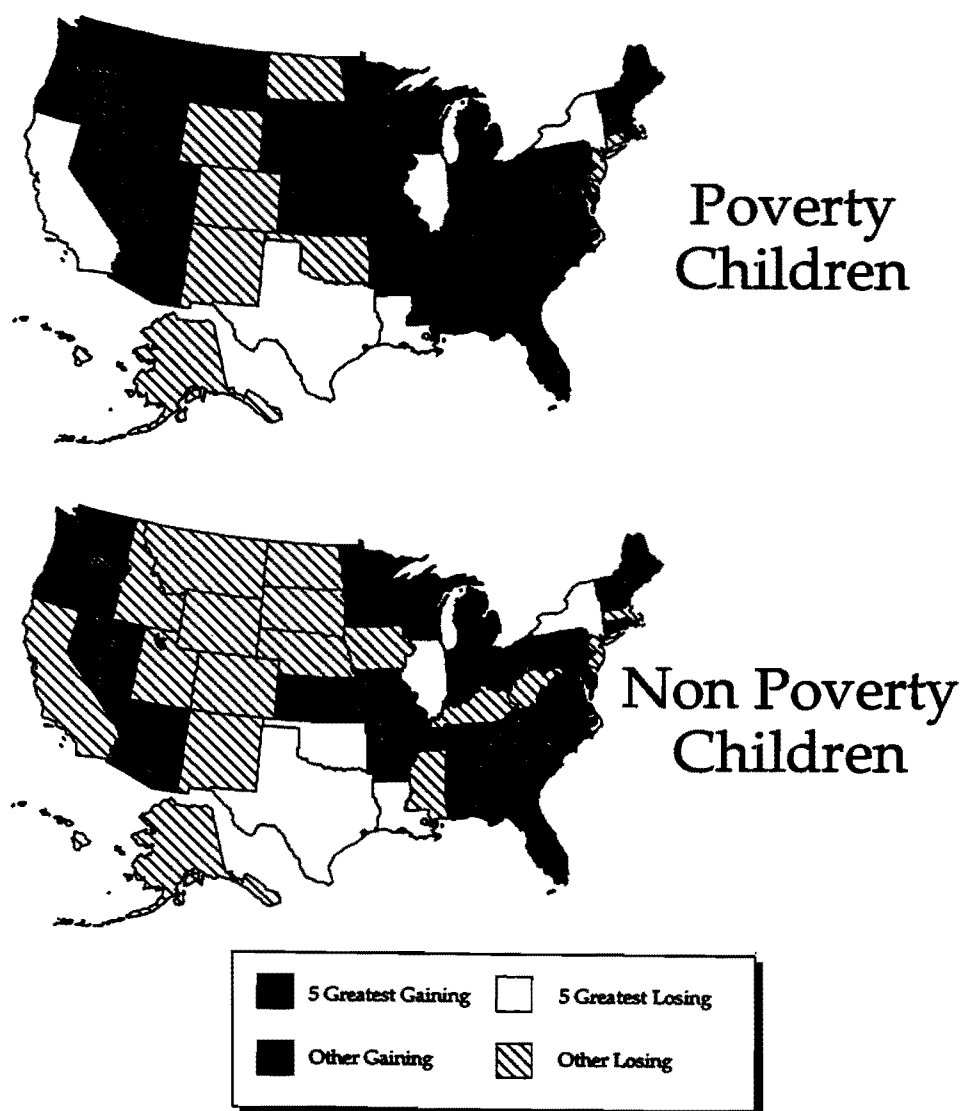 Poverty
Children
Non Poverty
Children
5 Greatest Gaining
5 Greatest Losing
Other Gaining
Other Losing